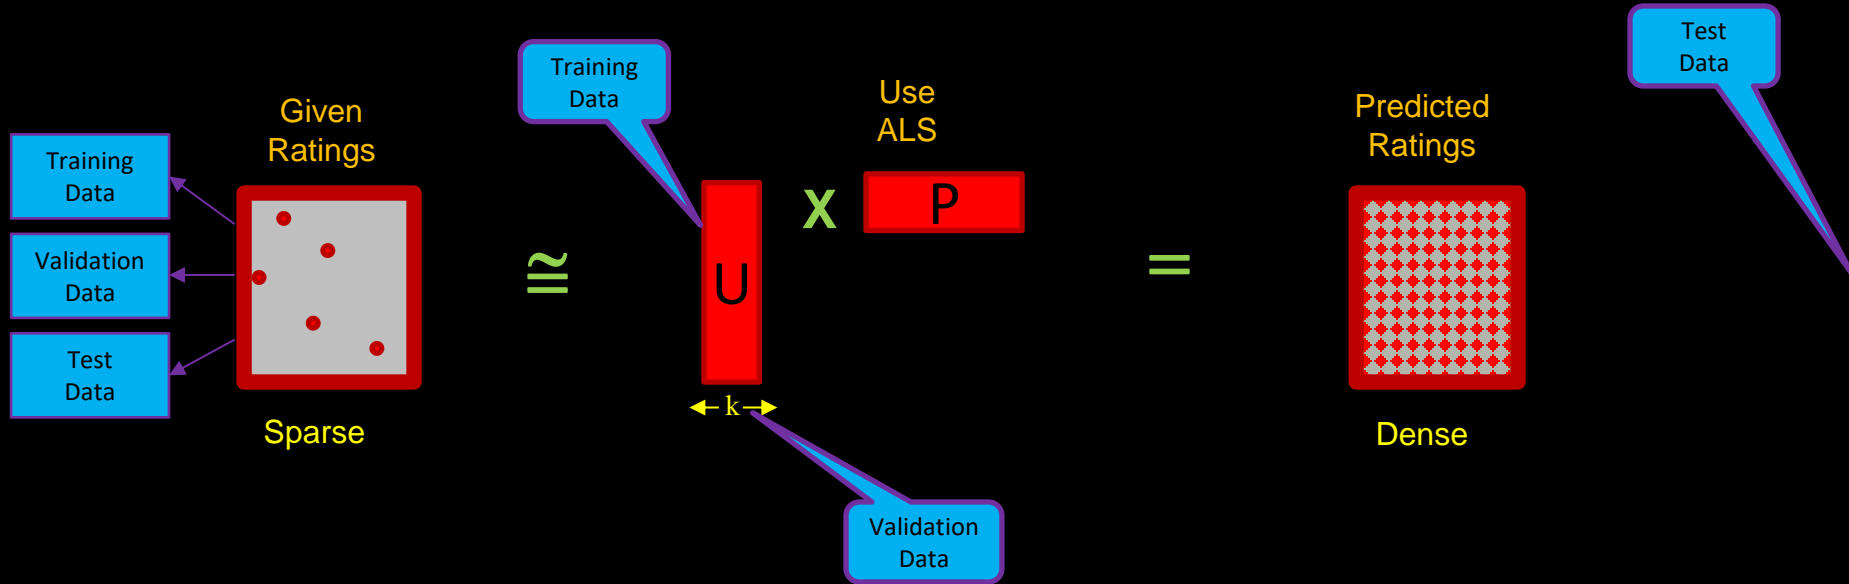 Training
Data
Validation
Data
Test
Data
Given
Ratings
Sparse
≅
Training
Data
U
k
Validation
Data
x
Use
ALS
P
=
Predicted
Ratings
Dense
Test
Data